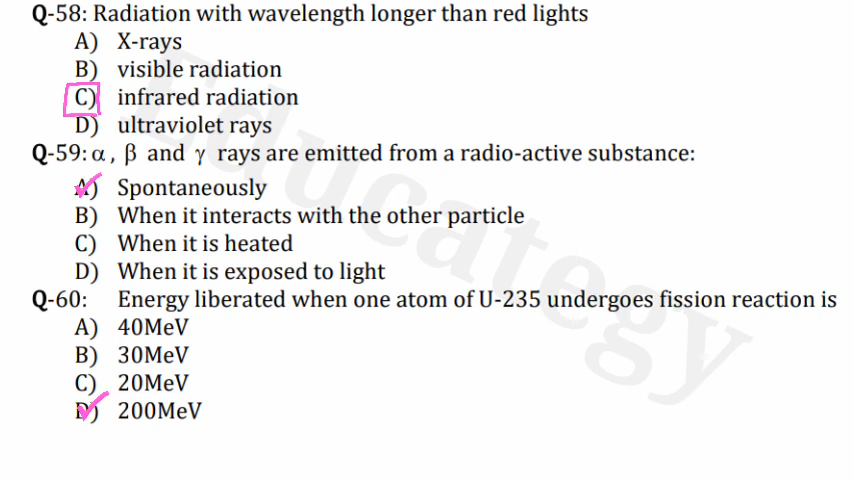 Q-58: Radiation with wavelength longer than red lights
A) X-rays
B) visible radiation
C) infrared radiation
D) ultraviolet rays
Q-59: α, β and γ rays are emitted from a radio-active substance:
A) Spontaneously
B) When it interacts with the other particle
C) When it is heated
D) When it is exposed to light
Q-60: Energy liberated when one atom of U-235 undergoes fission reaction is
A) 40MeV
B) 30MeV
C) 20MeV
D) 200MeV
Educategy